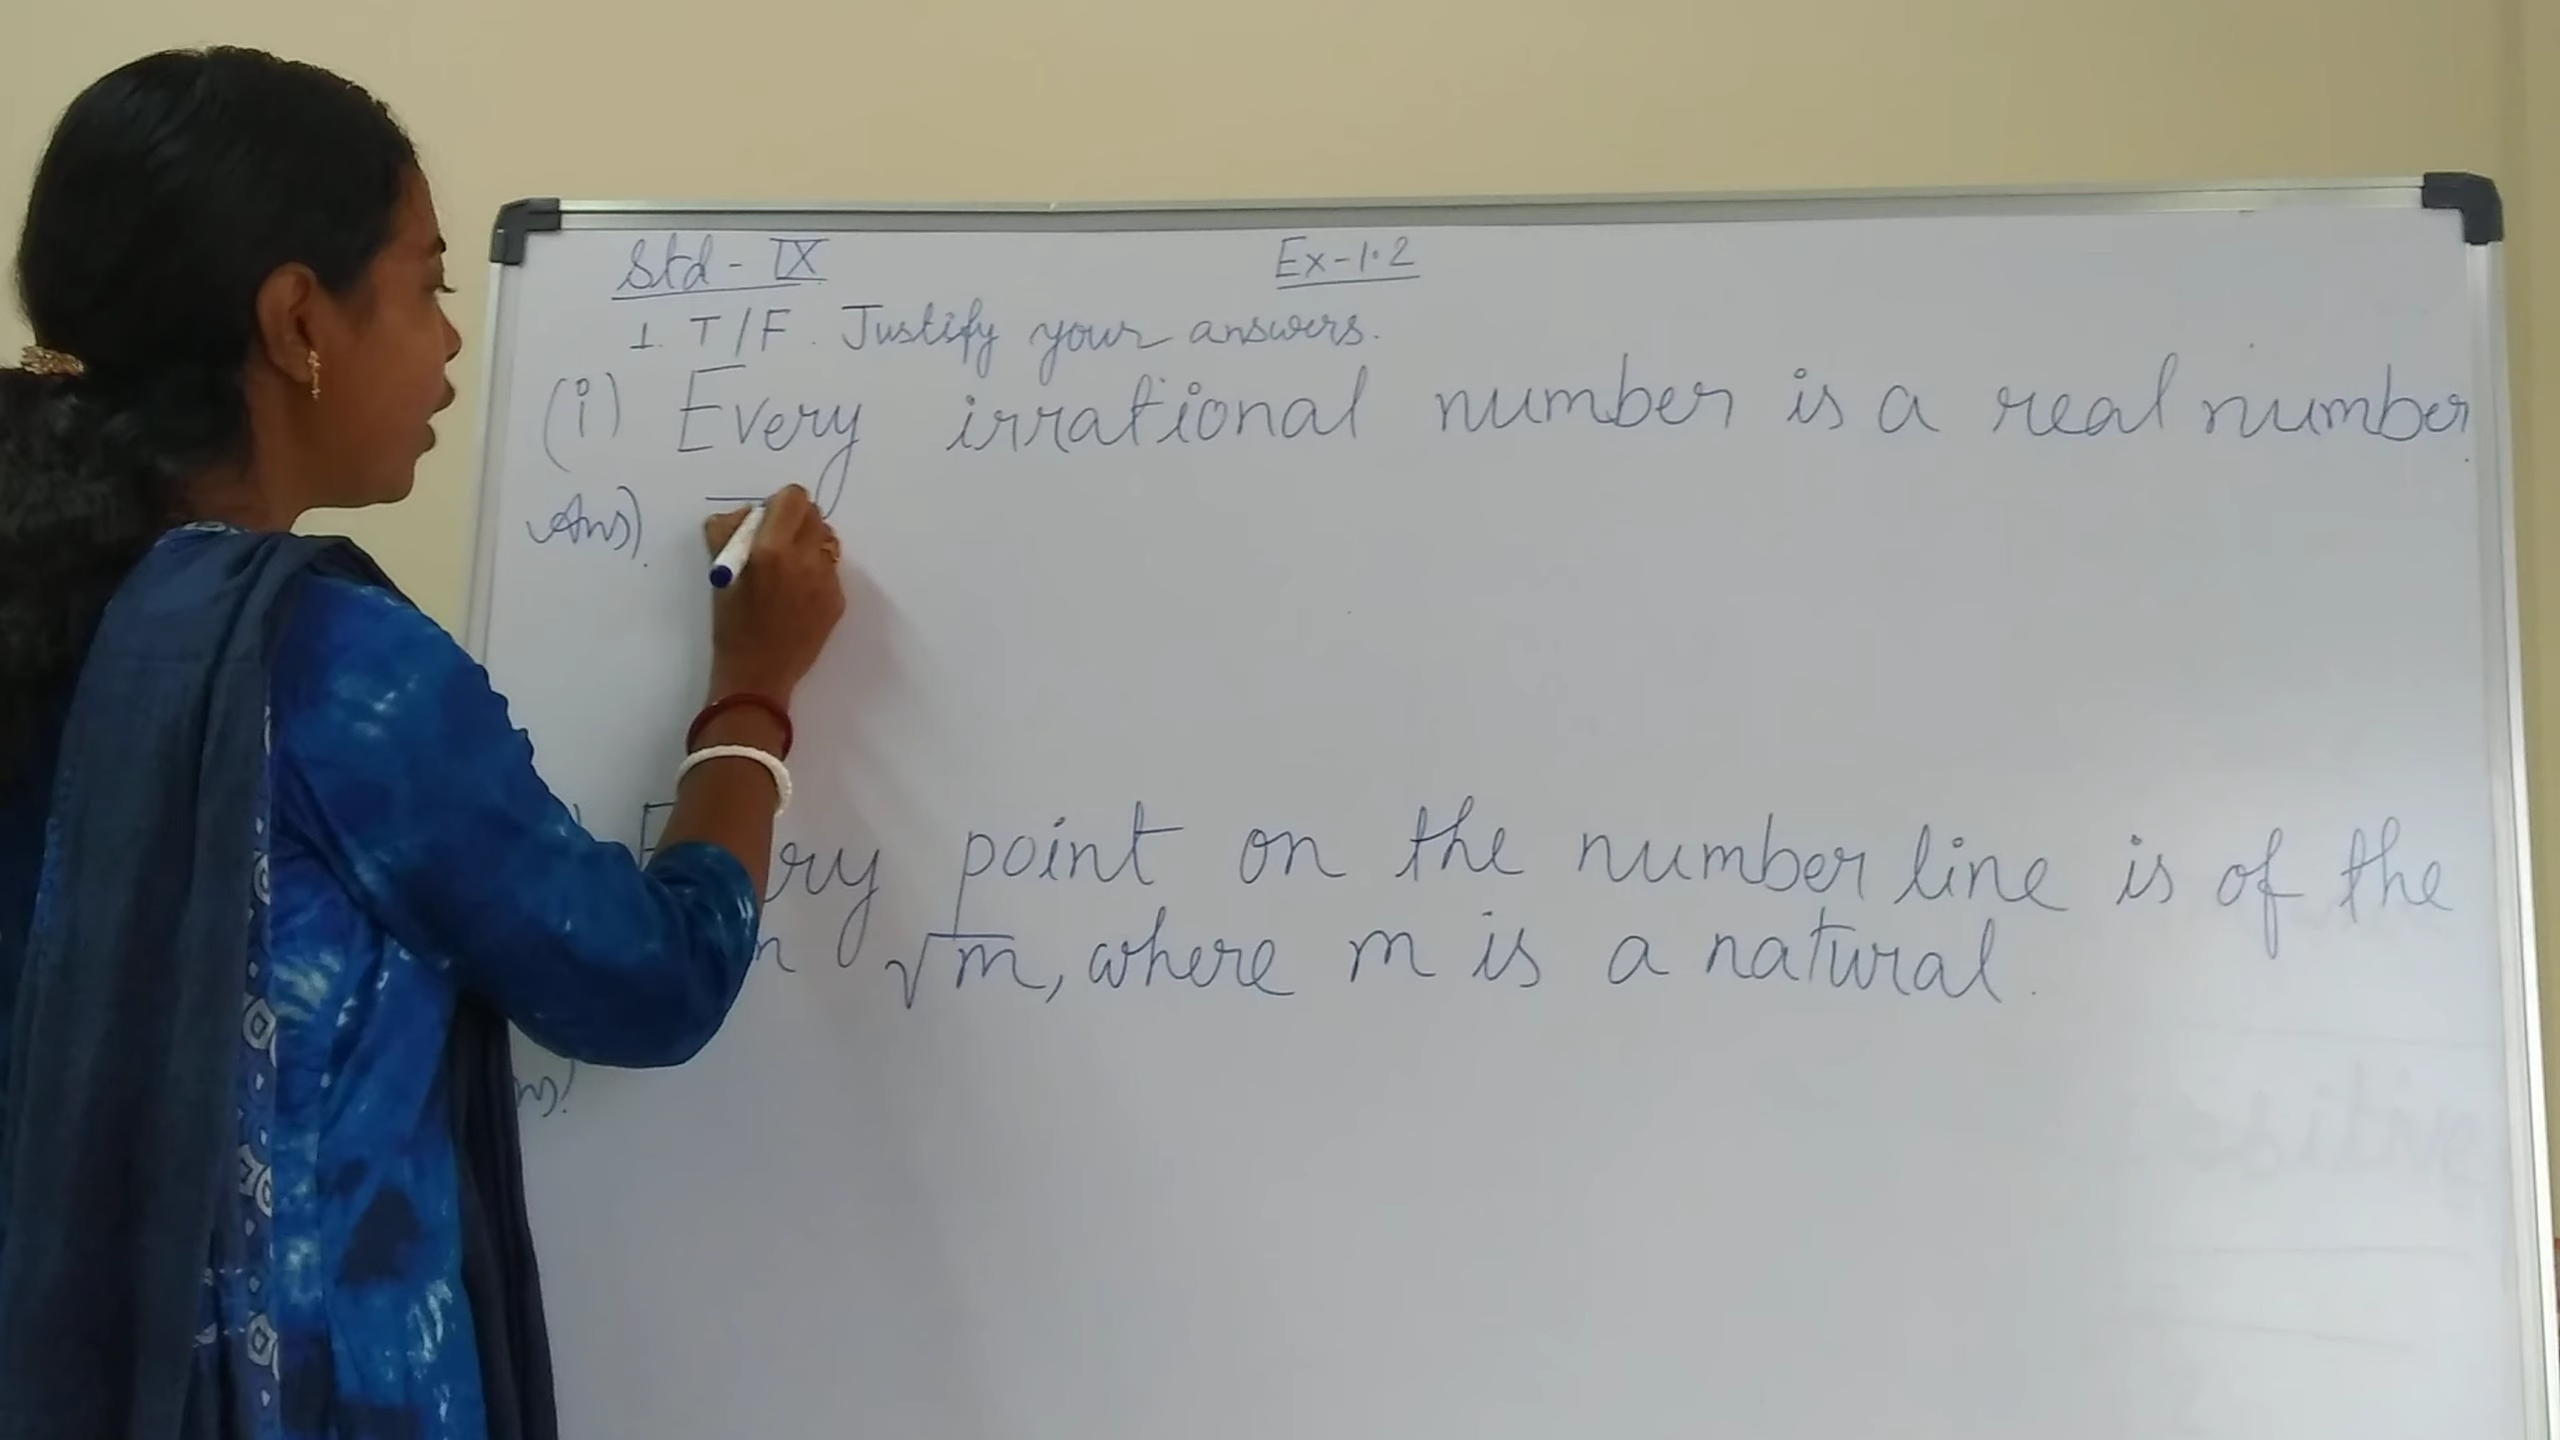 Std - IX Ex-1.2
1. T/F. Justify your answers.
(i) Every irrational number is a real number
Ans).
point on the number line is of the
√m, where m is a natural.